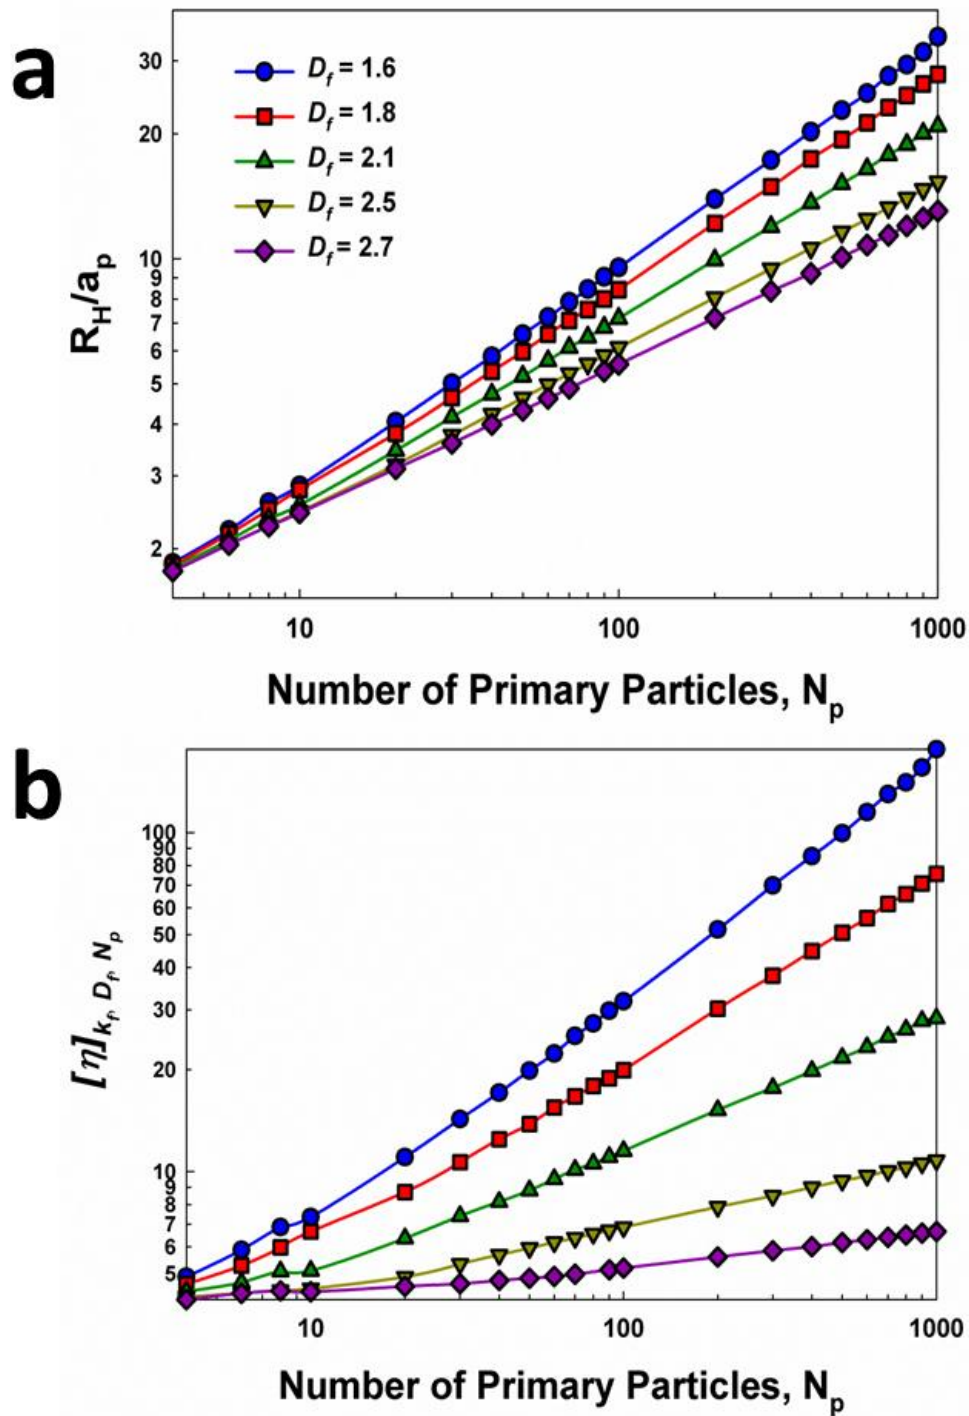 a
30
20
10
9
8
7
6
5
4
3
2
R_H/a_p
D_f = 1.6
D_f = 1.8
D_f = 2.1
D_f = 2.5
D_f = 2.7
10 100 1000
Number of Primary Particles, N_p
b
100
90
80
70
60
50
40
30
20
10
9
8
7
6
5
[η]_{k_f, D_f, N_p}
10 100 1000
Number of Primary Particles, N_p